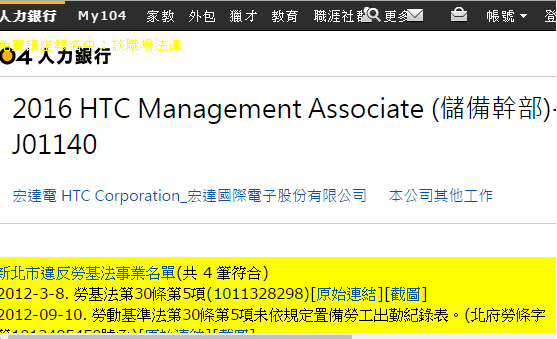 人力銀行 My104 家教 外包 獵才 教育 職涯社群 更多 帳號
04 人力銀行
2016 HTC Management Associate (儲備幹部)-
J01140
宏達電 HTC Corporation_宏達國際電子股份有限公司 本公司其他工作
新北市違反勞基法事業名單(共 4 筆符合)
2012-3-8. 勞基法第30條第5項(1011328298)[原始連結][截圖]
2012-09-10. 勞動基準法第30條第5項未依規定置備勞工出勤紀錄表。(北府勞條字